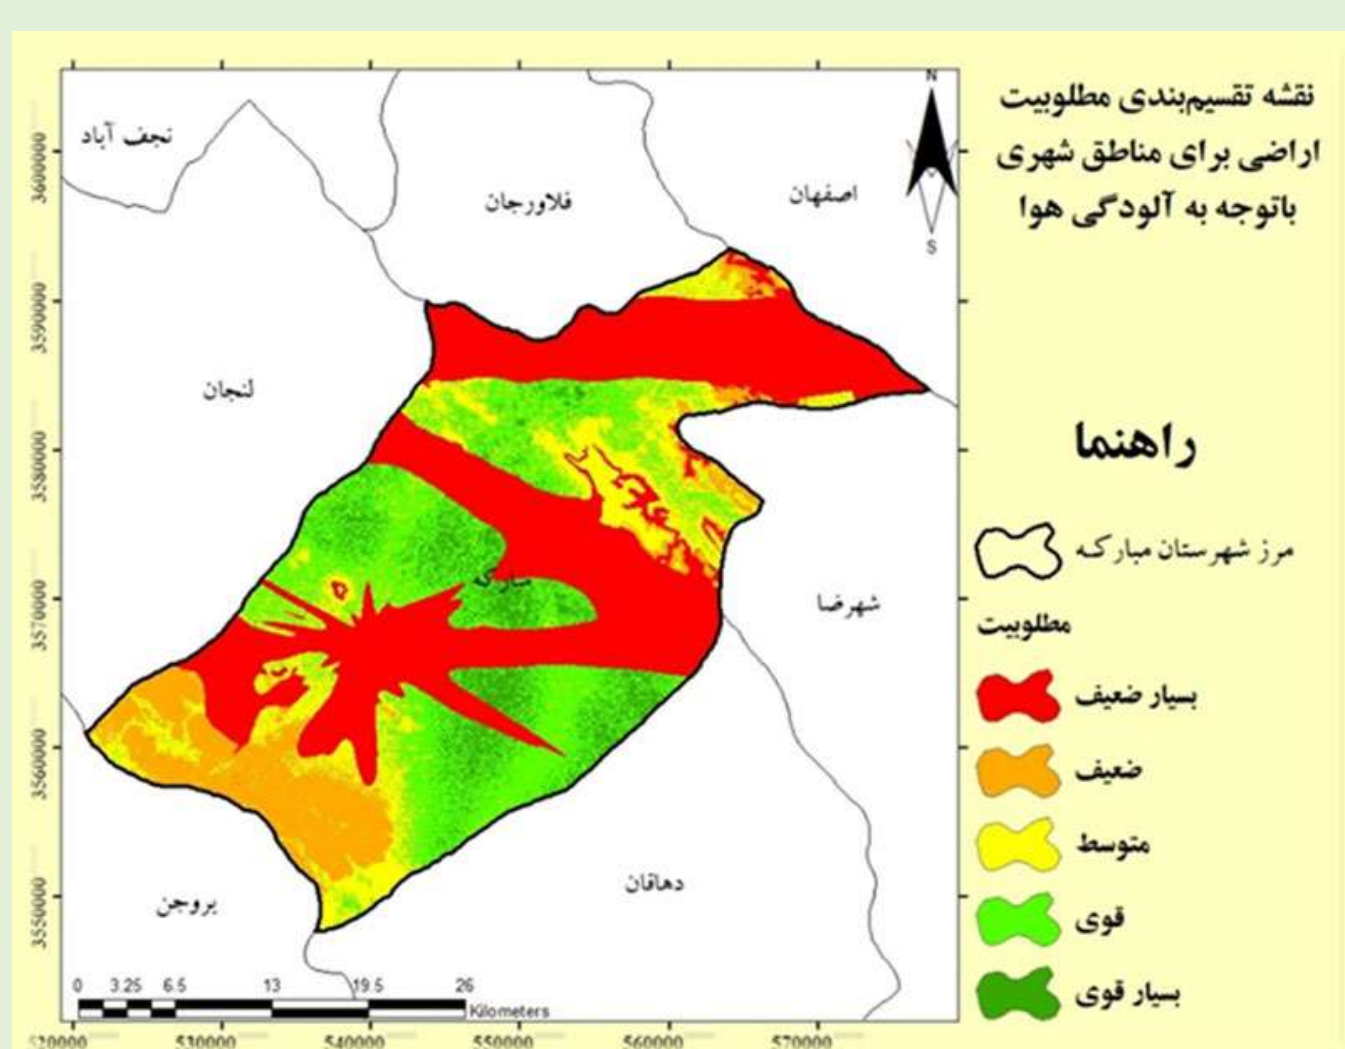 نقشه تقسیم‌بندی مطلوبیت
اراضی برای مناطق شهری
باتوجه به آلودگی هوا
N
S
نجف آباد
فلاورجان
اصفهان
لنجان
مبارکه
شهرضا
دهاقان
بروجن
راهنما
مرز شهرستان مبارکه
مطلوبیت
بسیار ضعیف
ضعیف
متوسط
قوی
بسیار قوی
3600000
3590000
3580000
3570000
3560000
3550000
0 3.25 6.5 13 19.5 26
Kilometers
520000 530000 540000 550000 560000 570000